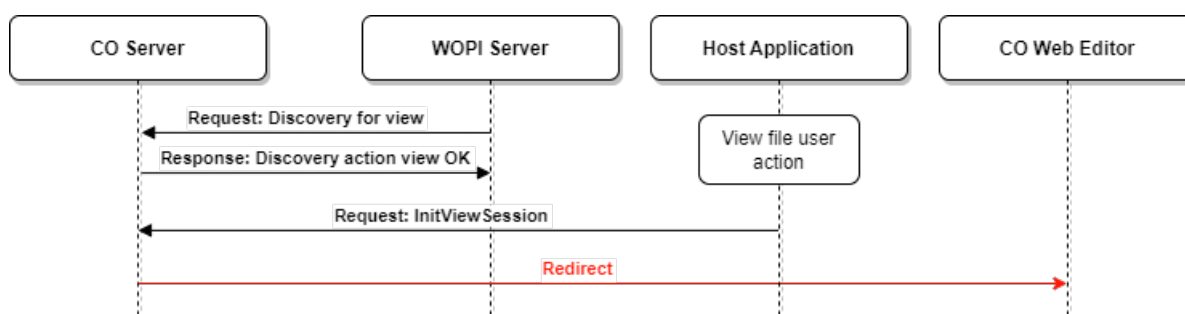 CO Server
WOPI Server
Host Application
CO Web Editor
Request: Discovery for view
View file user
action
Response: Discovery action view OK
Request: InitViewSession
Redirect